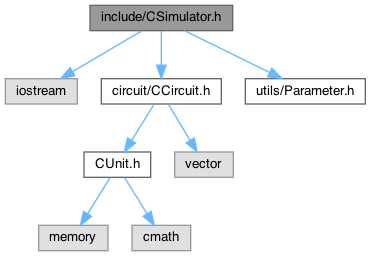 include/CSimulator.h
iostream
circuit/CCircuit.h
utils/Parameter.h
CUnit.h
vector
memory
cmath